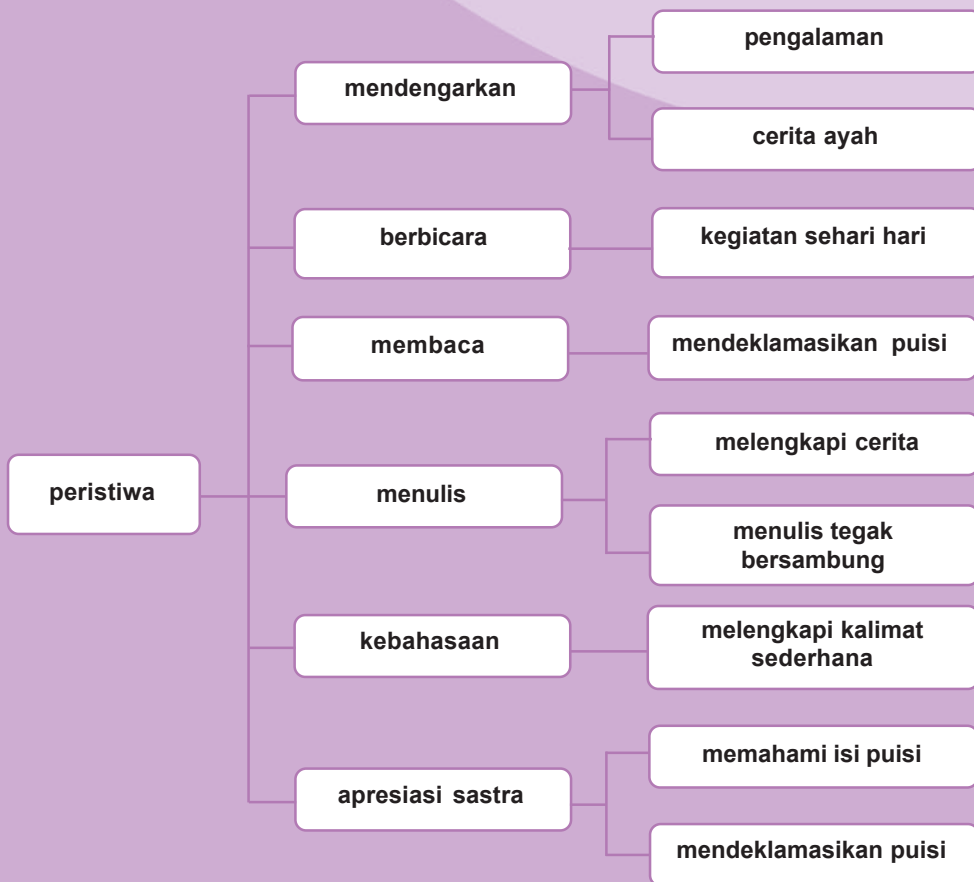 peristiwa
mendengarkan
pengalaman
cerita ayah
berbicara
kegiatan sehari hari
membaca
mendeklamasikan puisi
menulis
melengkapi cerita
menulis tegak
bersambung
kebahasaan
melengkapi kalimat
sederhana
apresiasi sastra
memahami isi puisi
mendeklamasikan puisi